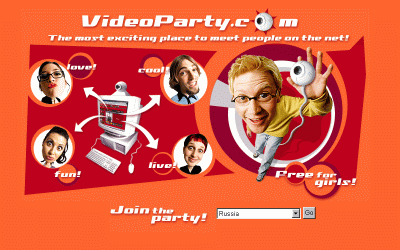 VideoParty.com
The most exciting place to meet people on the net!
love!
cool!
fun!
live!
Free for
girls!
Join the
party!
Russia
Go